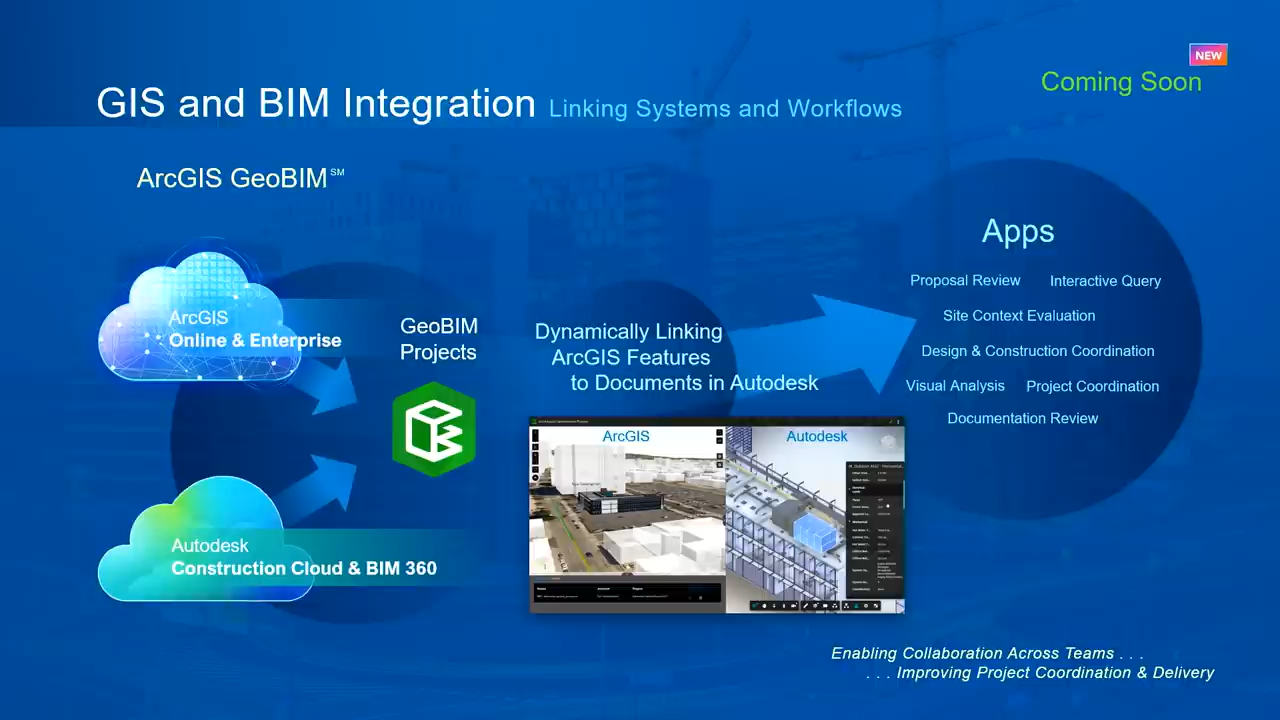 NEW
Coming Soon
GIS and BIM Integration Linking Systems and Workflows
ArcGIS GeoBIM℠
ArcGIS
Online & Enterprise
Autodesk
Construction Cloud & BIM 360
GeoBIM
Projects
Dynamically Linking
ArcGIS Features
to Documents in Autodesk
ArcGIS
Autodesk
Apps
Proposal Review Interactive Query
Site Context Evaluation
Design & Construction Coordination
Visual Analysis Project Coordination
Documentation Review
Enabling Collaboration Across Teams . . .
. . . Improving Project Coordination & Delivery